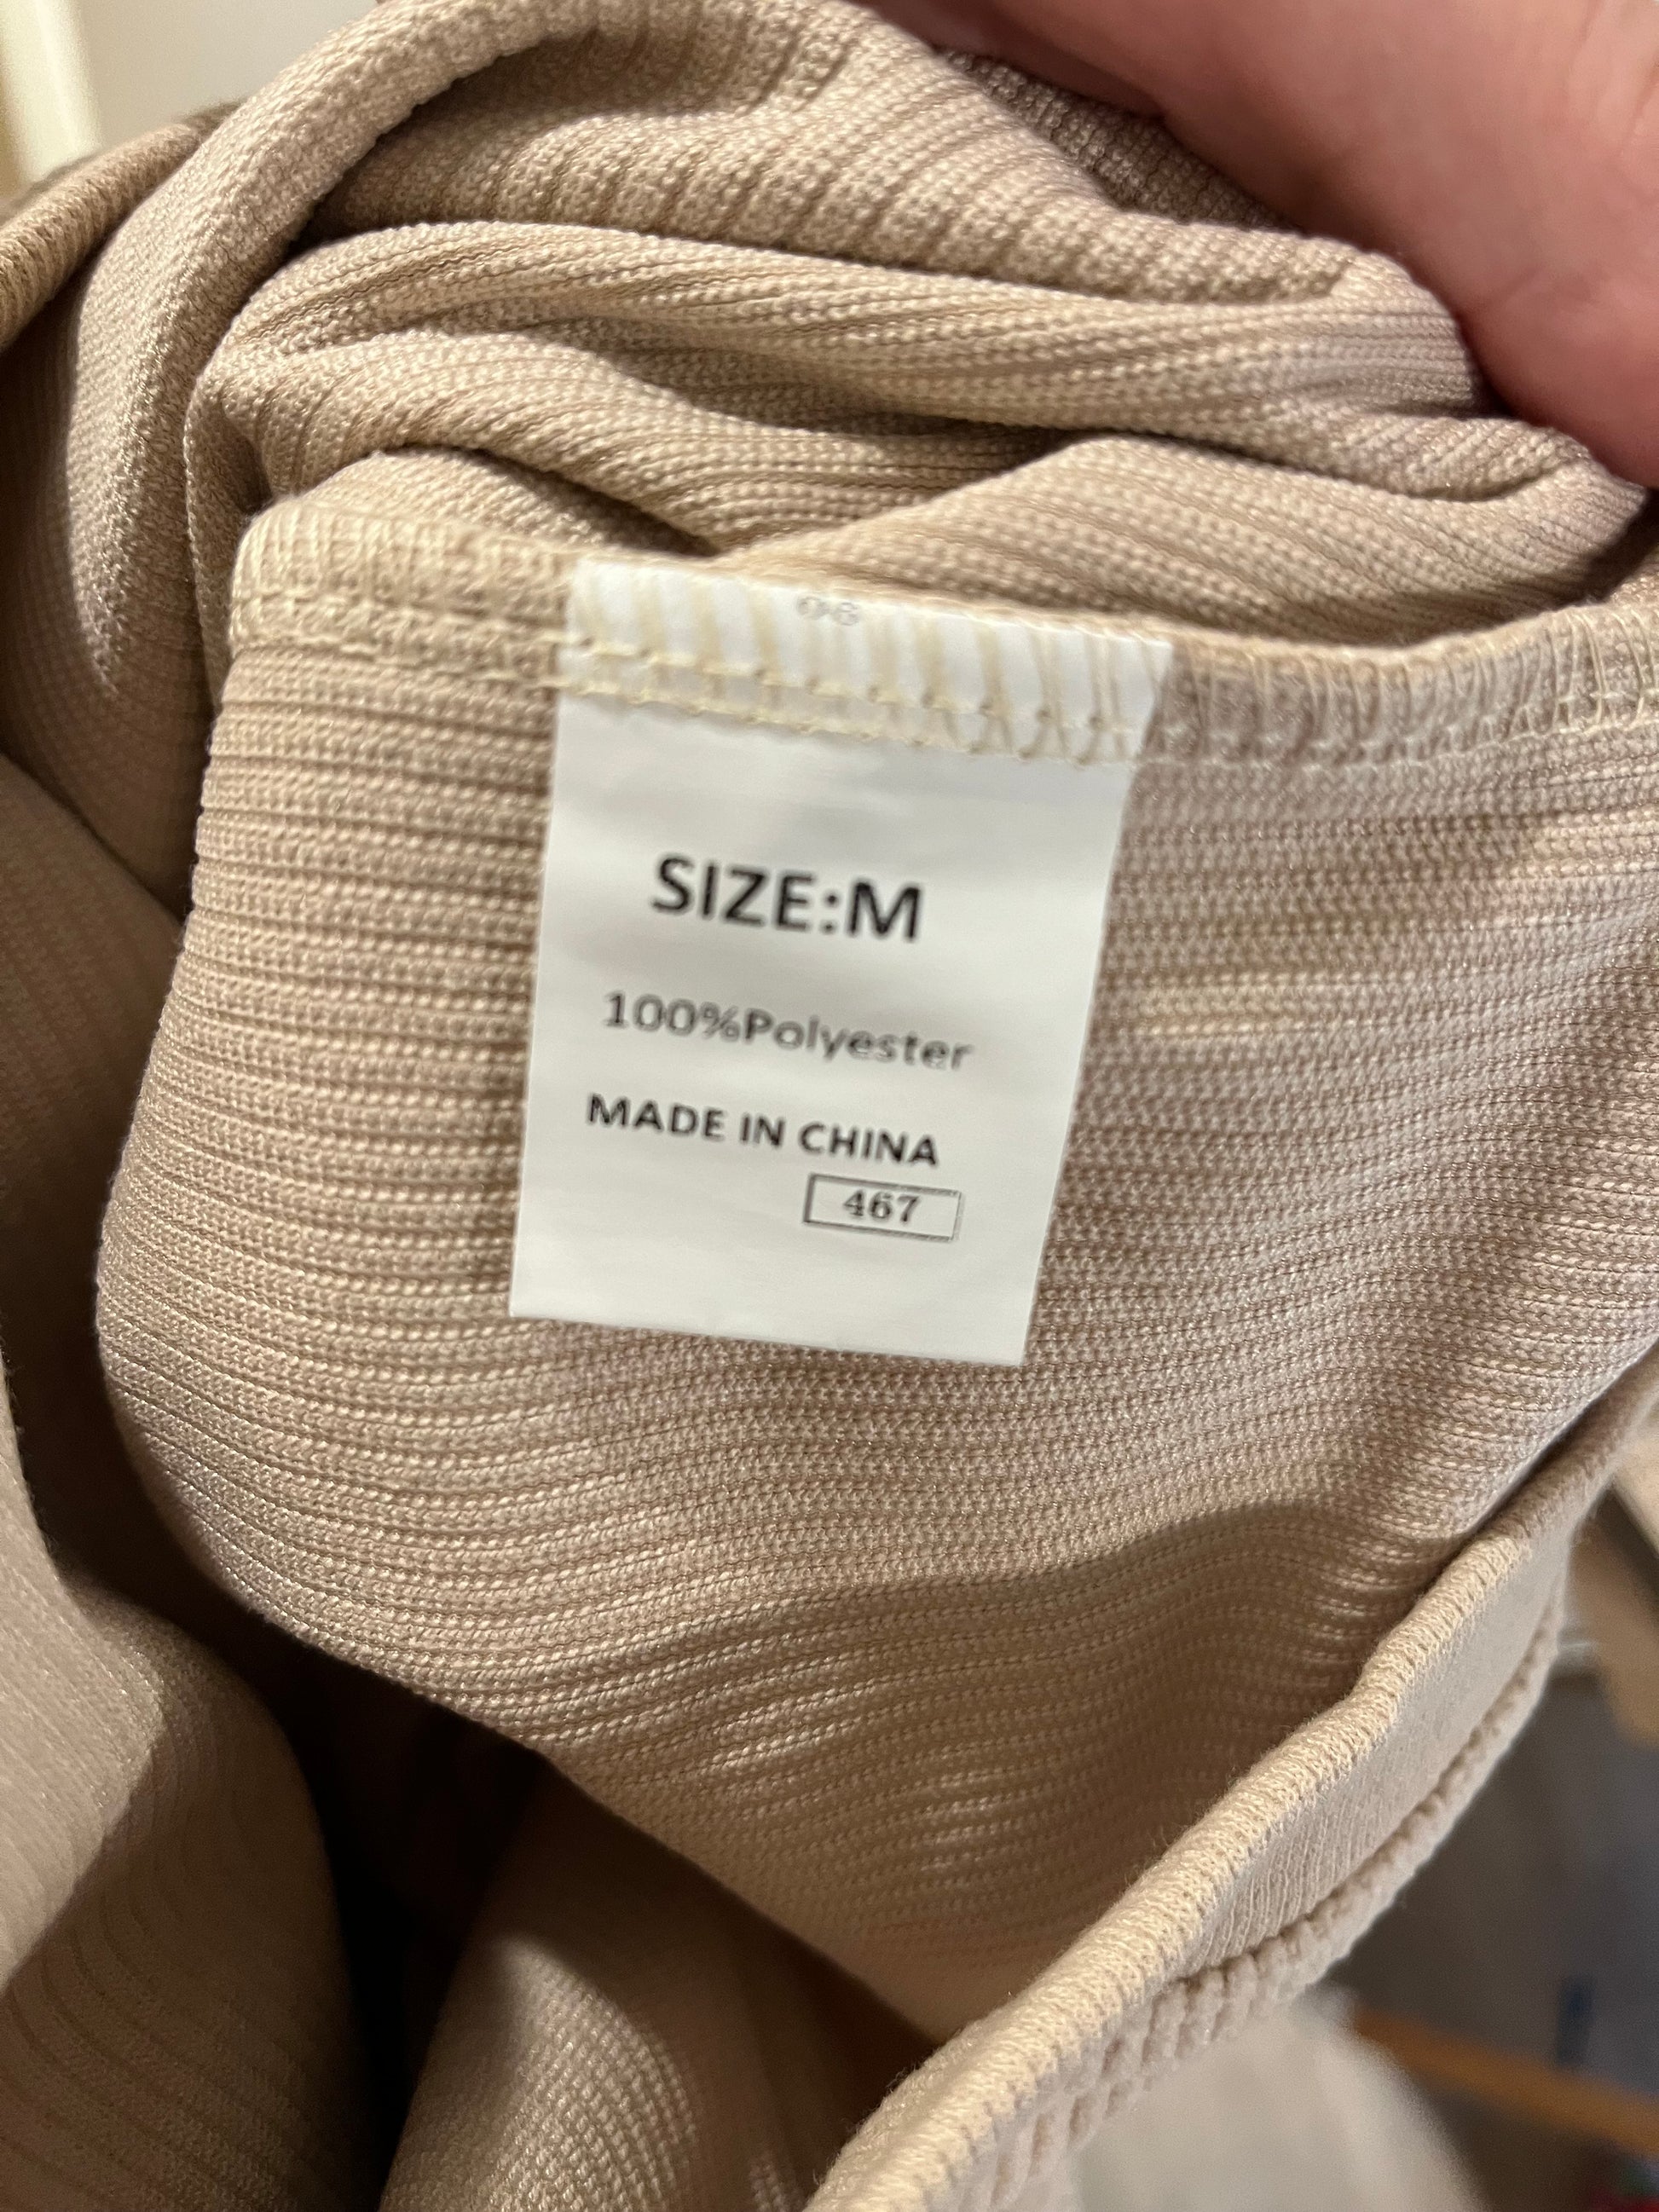 SIZE:M
100%Polyester
MADE IN CHINA
467